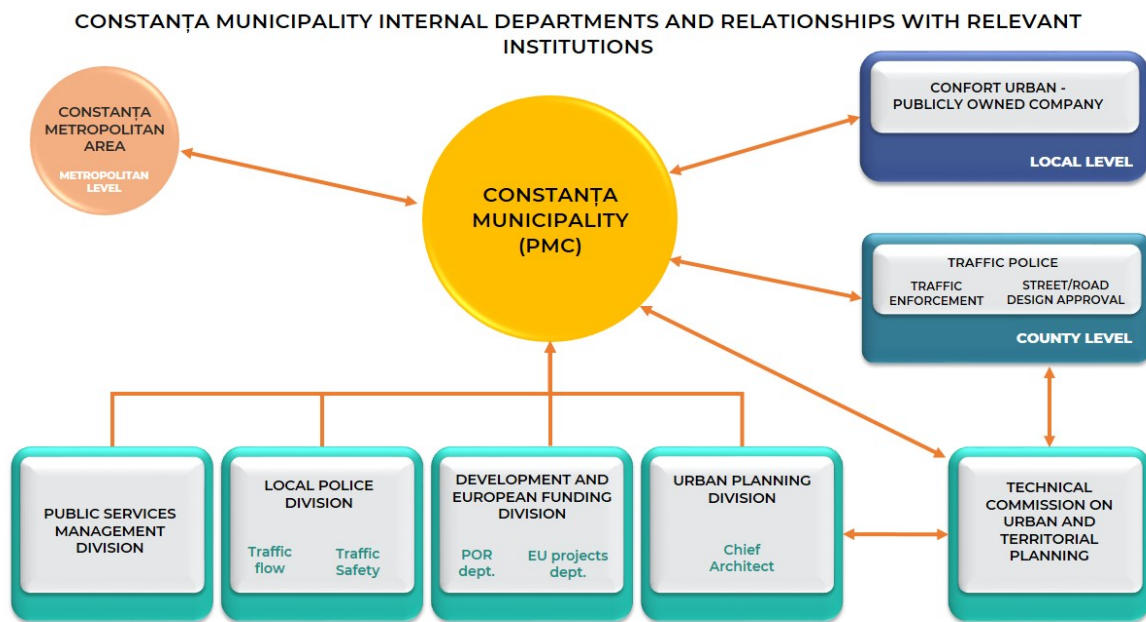 CONSTANȚA MUNICIPALITY INTERNAL DEPARTMENTS AND RELATIONSHIPS WITH RELEVANT
INSTITUTIONS
CONSTANȚA
METROPOLITAN
AREA
METROPOLITAN
LEVEL
CONSTANȚA
MUNICIPALITY
(PMC)
CONFORT URBAN -
PUBLICLY OWNED COMPANY
LOCAL LEVEL
TRAFFIC POLICE
TRAFFIC
ENFORCEMENT
STREET/ROAD
DESIGN APPROVAL
COUNTY LEVEL
PUBLIC SERVICES
MANAGEMENT
DIVISION
LOCAL POLICE
DIVISION
Traffic
flow
Traffic
Safety
DEVELOPMENT AND
EUROPEAN FUNDING
DIVISION
POR
dept.
EU projects
dept.
URBAN PLANNING
DIVISION
Chief
Architect
TECHNICAL
COMMISSION ON
URBAN AND
TERRITORIAL
PLANNING